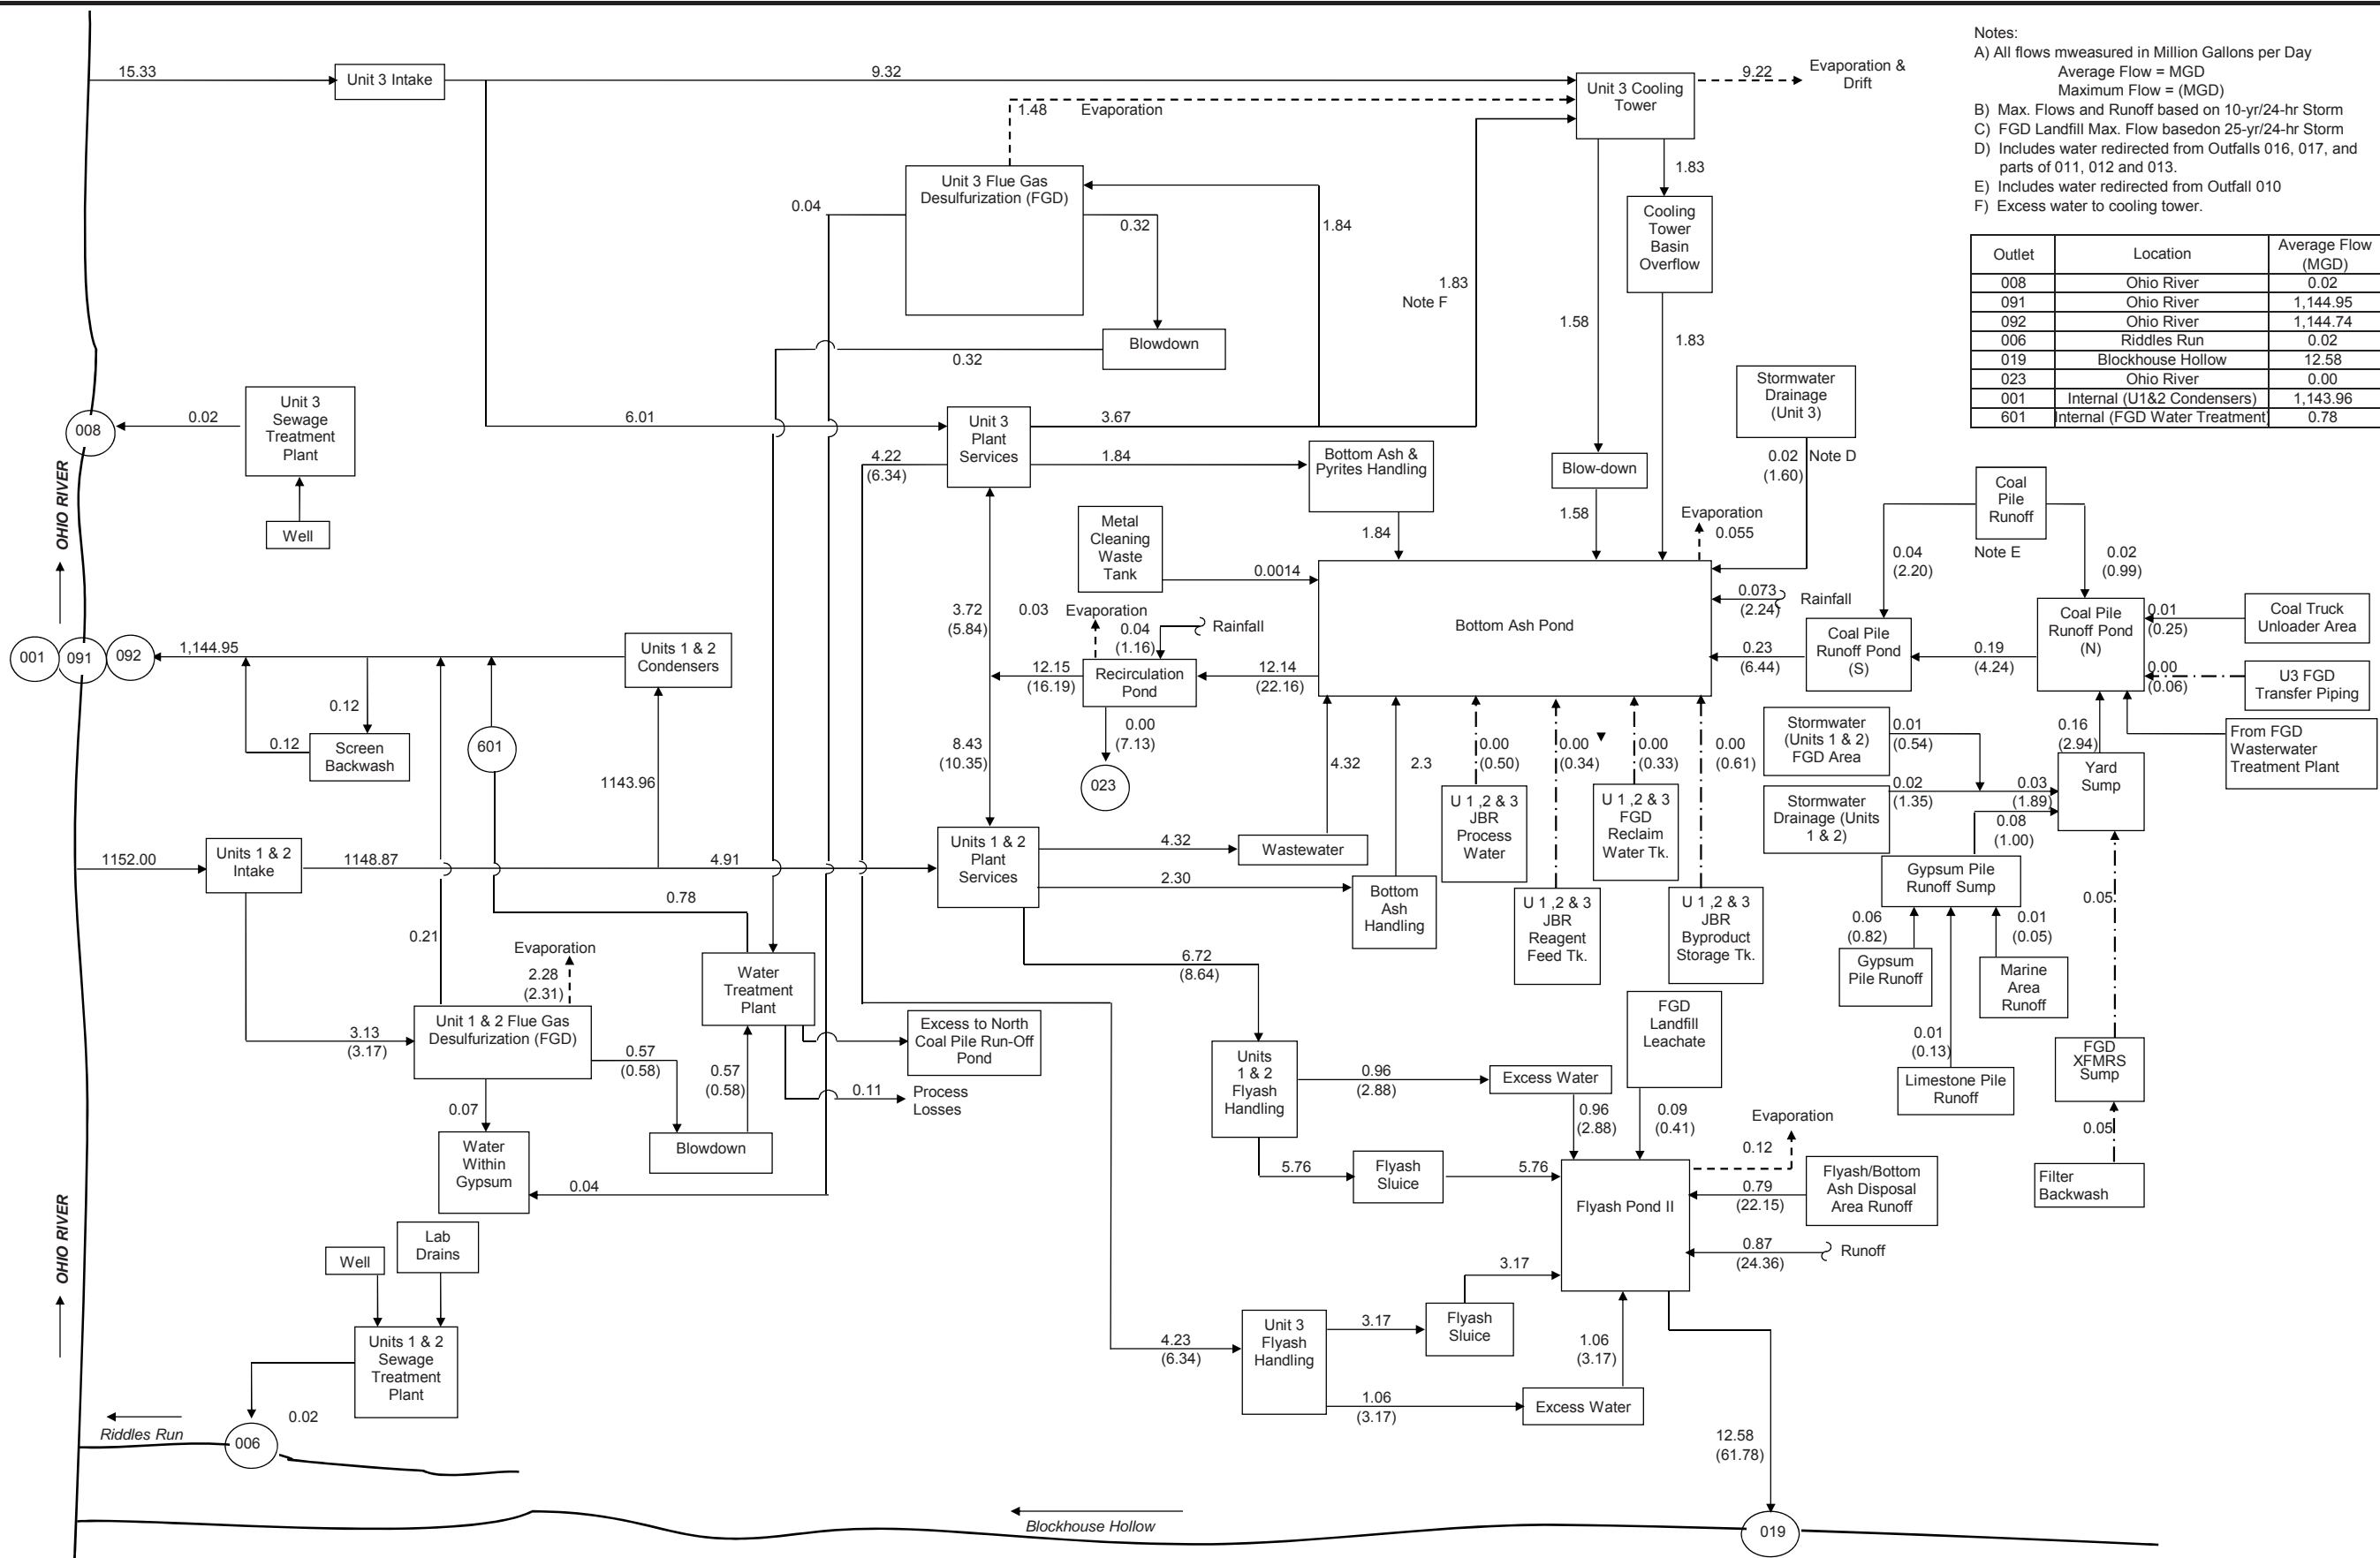 Notes:
A) All flows mweasured in Million Gallons per Day
Average Flow = MGD
Maximum Flow = (MGD)
B) Max. Flows and Runoff based on 10-yr/24-hr Storm
C) FGD Landfill Max. Flow basedon 25-yr/24-hr Storm
D) Includes water redirected from Outfalls 016, 017, and
parts of 011, 012 and 013.
E) Includes water redirected from Outfall 010
F) Excess water to cooling tower.
Outlet Location Average Flow
(MGD)
008 Ohio River 0.02
091 Ohio River 1,144.95
092 Ohio River 1,144.74
006 Riddles Run 0.02
019 Blockhouse Hollow 12.58
023 Ohio River 0.00
001 Internal (U1&2 Condensers) 1,143.96
601 Internal (FGD Water Treatment) 0.78
15.33
Unit 3 Intake
9.32
Unit 3 Cooling
Tower
9.22
Evaporation &
Drift
1.48
Evaporation
Unit 3 Flue Gas
Desulfurization (FGD)
0.04
0.32
1.84
1.83
Note F
1.83
Cooling
Tower
Basin
Overflow
1.58
1.83
Blowdown
0.32
Stormwater
Drainage
(Unit 3)
0.02
(1.60)
Note D
Unit 3
Sewage
Treatment
Plant
0.02
008
Well
OHIO RIVER
6.01
Unit 3
Plant
Services
3.67
4.22
(6.34)
1.84
Bottom Ash &
Pyrites Handling
1.84
Blow-down
1.58
Evaporation
0.055
Coal
Pile
Runoff
Note E
0.04
(2.20)
0.02
(0.99)
Metal
Cleaning
Waste
Tank
0.0014
Bottom Ash Pond
0.073
(2.24)
Rainfall
0.23
(6.44)
Coal Pile
Runoff Pond
(S)
0.19
(4.24)
Coal Pile
Runoff Pond
(N)
0.01
(0.25)
Coal Truck
Unloader Area
0.00
(0.06)
U3 FGD
Transfer Piping
From FGD
Wasterwater
Treatment Plant
3.72
(5.84)
0.03
Evaporation
0.04
(1.16)
Rainfall
12.15
(16.19)
Recirculation
Pond
12.14
(22.16)
0.00
(7.13)
023
8.43
(10.35)
001
091
092
1,144.95
Units 1 & 2
Condensers
0.12
0.12
Screen
Backwash
601
1143.96
4.32
2.3
0.00
(0.50)
0.00
(0.34)
0.00
(0.33)
0.00
(0.61)
U 1 ,2 & 3
JBR
Process
Water
U 1 ,2 & 3
FGD
Reclaim
Water Tk.
U 1 ,2 & 3
JBR
Reagent
Feed Tk.
U 1 ,2 & 3
JBR
Byproduct
Storage Tk.
Stormwater
(Units 1 & 2)
FGD Area
0.01
(0.54)
Stormwater
Drainage (Units
1 & 2)
0.02
(1.35)
0.03
(1.89)
0.08
(1.00)
0.16
(2.94)
Yard
Sump
Gypsum Pile
Runoff Sump
0.06
(0.82)
0.01
(0.05)
Gypsum
Pile Runoff
Marine
Area
Runoff
0.01
(0.13)
Limestone Pile
Runoff
0.05
FGD
XFMRS
Sump
0.05
Filter
Backwash
1152.00
Units 1 & 2
Intake
1148.87
4.91
Units 1 & 2
Plant
Services
4.32
Wastewater
2.30
Bottom
Ash
Handling
0.21
0.78
Evaporation
2.28
(2.31)
Water
Treatment
Plant
3.13
(3.17)
Unit 1 & 2 Flue Gas
Desulfurization (FGD)
0.57
(0.58)
0.57
(0.58)
Excess to North
Coal Pile Run-Off
Pond
0.11
Process
Losses
0.07
Water
Within
Gypsum
Blowdown
0.04
6.72
(8.64)
Units
1 & 2
Flyash
Handling
0.96
(2.88)
Excess Water
0.96
(2.88)
FGD
Landfill
Leachate
0.09
(0.41)
5.76
Flyash
Sluice
5.76
Flyash Pond II
Evaporation
0.12
0.79
(22.15)
Flyash/Bottom
Ash Disposal
Area Runoff
0.87
(24.36)
Runoff
OHIO RIVER
Well
Lab
Drains
Units 1 & 2
Sewage
Treatment
Plant
0.02
006
Riddles Run
4.23
(6.34)
Unit 3
Flyash
Handling
3.17
Flyash
Sluice
3.17
1.06
(3.17)
1.06
(3.17)
Excess Water
12.58
(61.78)
019
Blockhouse Hollow